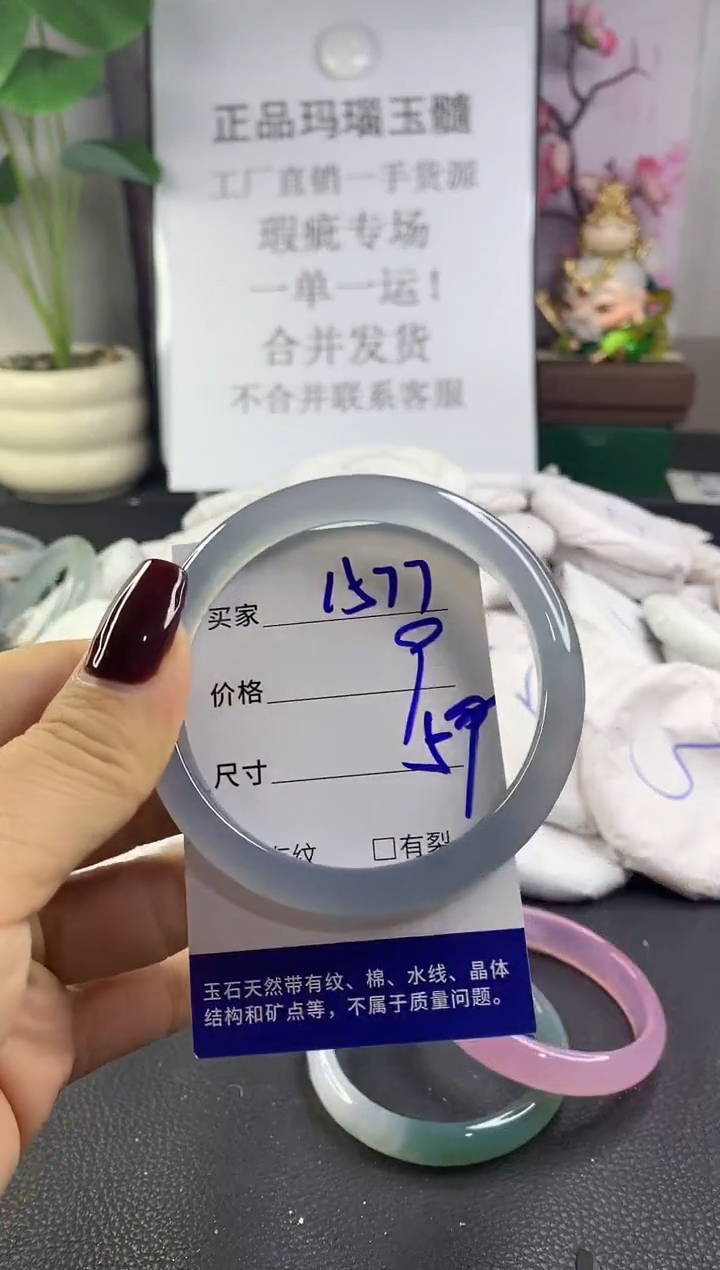 正品玛瑙玉髓
工厂直销一手货源
瑕疵专场
一单一运！
合并发货
不合并联系客服
买家 1577
价格 9
尺寸 59
有纹 □有裂
玉石天然带有纹、棉、水线、晶体
结构和矿点等，不属于质量问题。